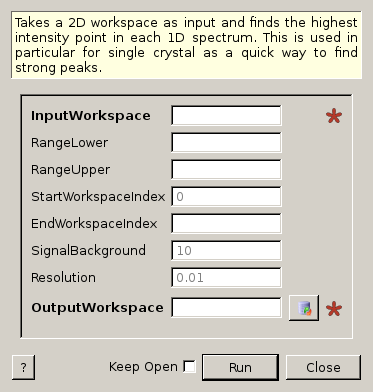 Takes a 2D workspace as input and finds the highest
intensity point in each 1D spectrum. This is used in
particular for single crystal as a quick way to find
strong peaks.
InputWorkspace
RangeLower
RangeUpper
StartWorkspaceIndex 0
EndWorkspaceIndex
SignalBackground 10
Resolution 0.01
OutputWorkspace
? Keep Open Run Close